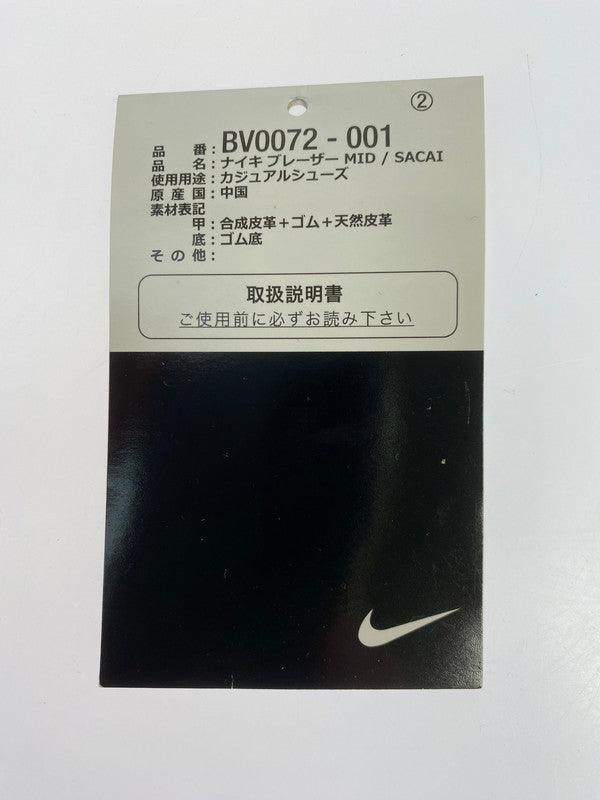 ②
品番：BV0072 - 001
品名：ナイキ ブレーザー MID / SACAI
使用用途：カジュアルシューズ
原産国：中国
素材表記
甲：合成皮革＋ゴム＋天然皮革
底：ゴム底
その他：
取扱説明書
ご使用前に必ずお読み下さい